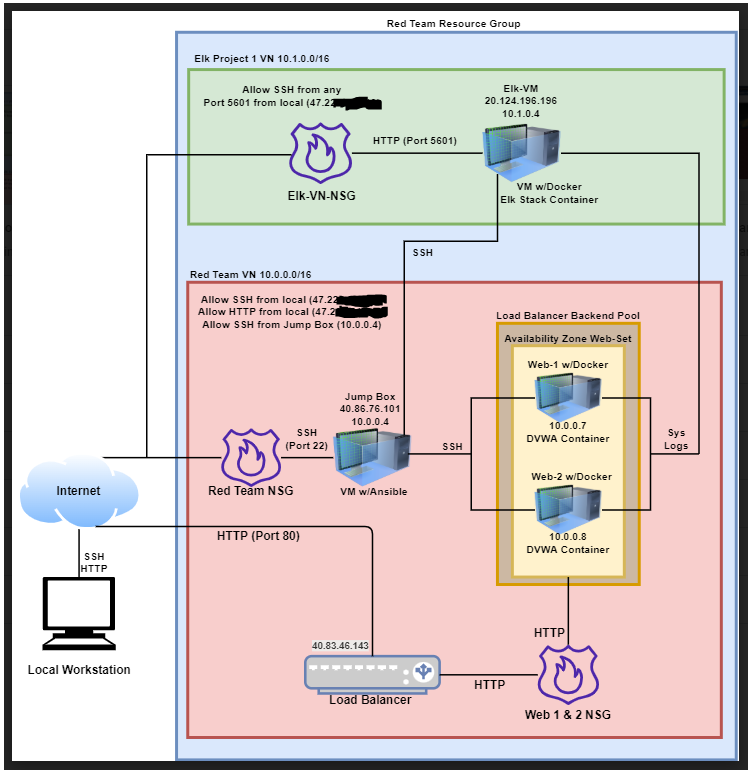 Red Team Resource Group
Elk Project 1 VN 10.1.0.0/16
Allow SSH from any
Port 5601 from local (47.22
Elk-VM
20.124.196.196
10.1.0.4
HTTP (Port 5601)
Elk-VN-NSG
VM w/Docker
Elk Stack Container
SSH
Red Team VN 10.0.0.0/16
Allow SSH from local (47.22
Allow HTTP from local (47.2
Allow SSH from Jump Box (10.0.0.4)
Load Balancer Backend Pool
Availability Zone Web-Set
Web-1 w/Docker
10.0.0.7
DVWA Container
Jump Box
40.86.76.101
10.0.0.4
SSH
(Port 22)
SSH
Sys
Logs
Red Team NSG
VM w/Ansible
Web-2 w/Docker
10.0.0.8
DVWA Container
Internet
HTTP (Port 80)
SSH
HTTP
Local Workstation
40.83.46.143
Load Balancer
HTTP
HTTP
Web 1 & 2 NSG